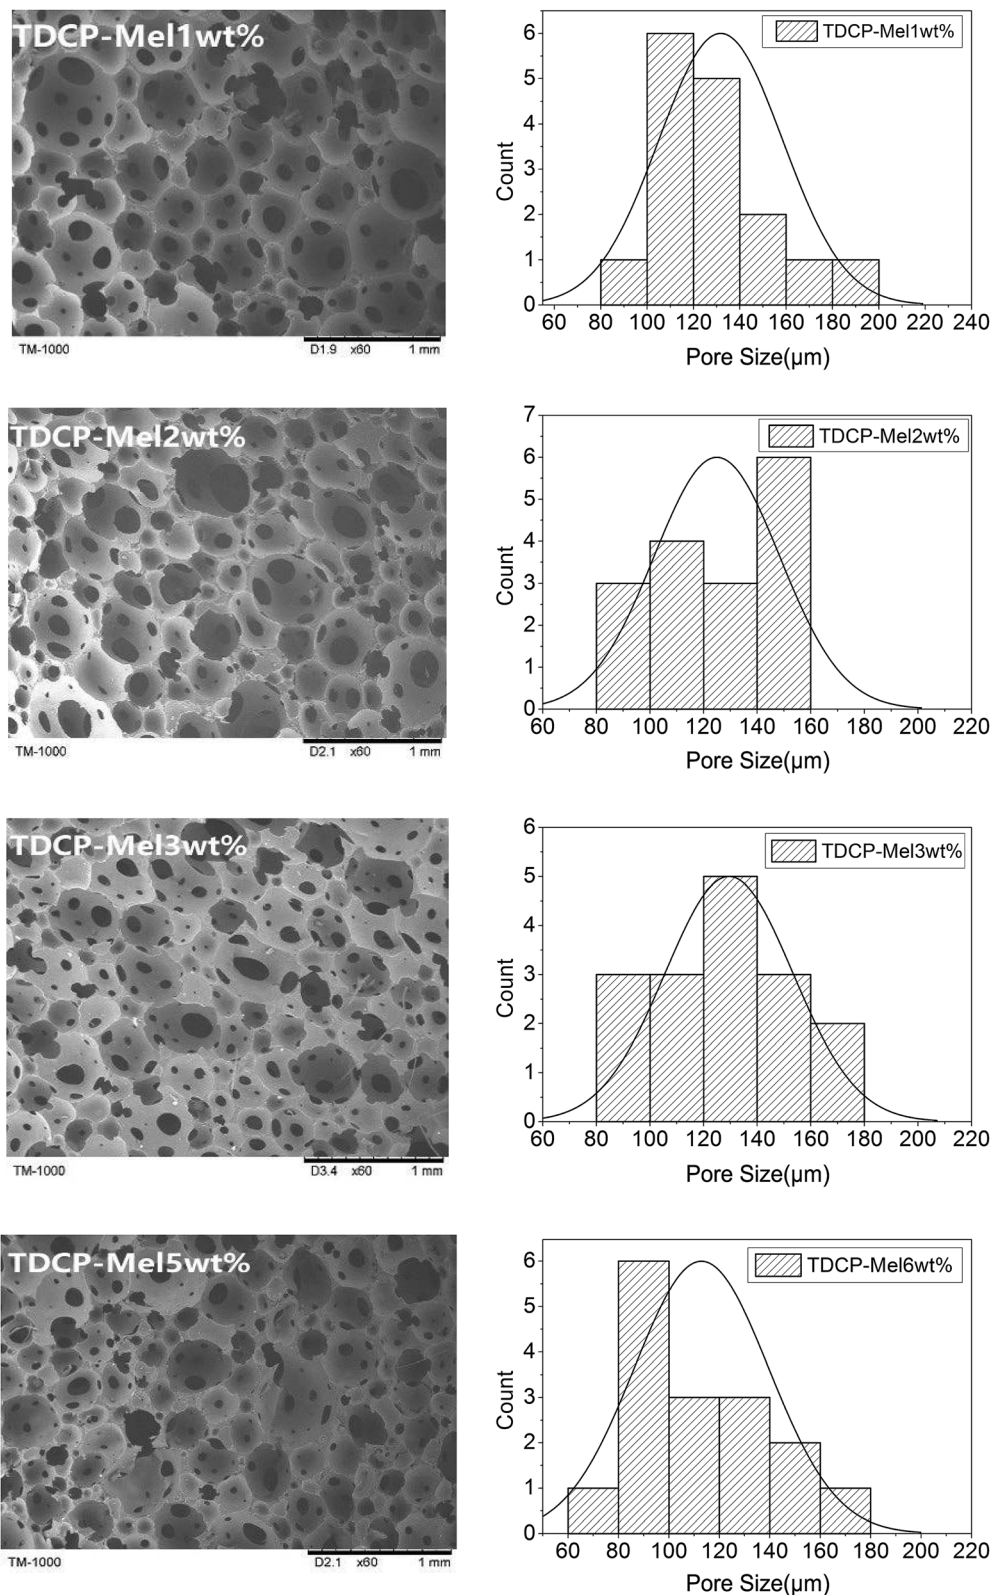 TDCP-Mel1wt%
TM-1000 D1.9 x60 1 mm
TDCP-Mel1wt%
6
5
4
3
2
1
0
Count
60 80 100 120 140 160 180 200 220 240
Pore Size(μm)
TDCP-Mel2wt%
TM-1000 D2.1 x60 1 mm
TDCP-Mel2wt%
7
6
5
4
3
2
1
0
Count
60 80 100 120 140 160 180 200 220
Pore Size(μm)
TDCP-Mel3wt%
TM-1000 D3.4 x60 1 mm
TDCP-Mel3wt%
6
5
4
3
2
1
0
Count
60 80 100 120 140 160 180 200 220
Pore Size(μm)
TDCP-Mel5wt%
TM-1000 D2.1 x60 1 mm
TDCP-Mel6wt%
6
5
4
3
2
1
0
Count
60 80 100 120 140 160 180 200 220
Pore Size(μm)